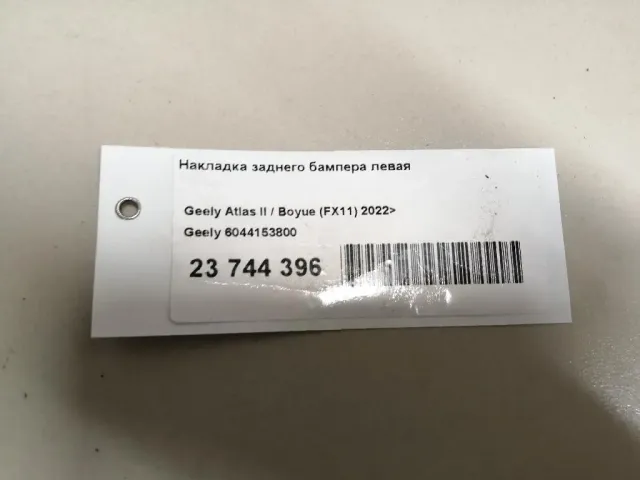 Накладка заднего бампера левая
Geely Atlas II / Boyue (FX11) 2022>
Geely 6044153800
23 744 396